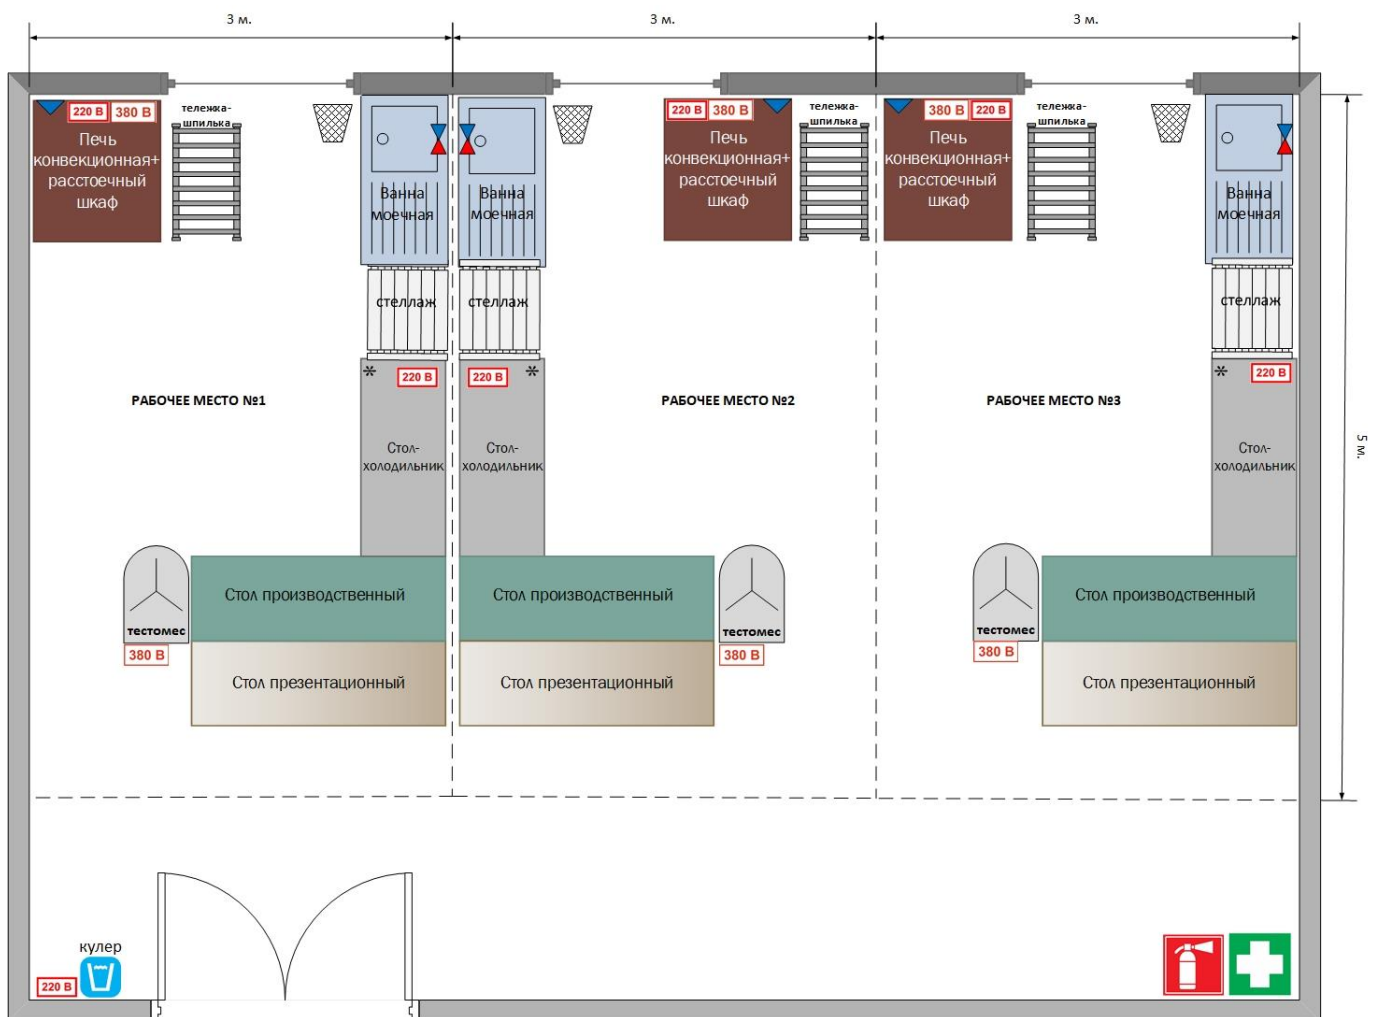 3 м.
3 м.
3 м.
220 В
380 В
Печь
конвекционная+
расстоечный
шкаф
тележка-
шпилька
Ванна
моечная
Ванна
моечная
220 В
380 В
Печь
конвекционная+
расстоечный
шкаф
тележка-
шпилька
380 В
220 В
Печь
конвекционная+
расстоечный
шкаф
тележка-
шпилька
Ванна
моечная
стеллаж
стеллаж
стеллаж
220 В
220 В
220 В
РАБОЧЕЕ МЕСТО №1
РАБОЧЕЕ МЕСТО №2
РАБОЧЕЕ МЕСТО №3
5 м.
Стол-
холодильник
Стол-
холодильник
Стол-
холодильник
тестомес
380 В
Стол производственный
Стол производственный
тестомес
380 В
тестомес
380 В
Стол производственный
Стол презентационный
Стол презентационный
Стол презентационный
кулер
220 В